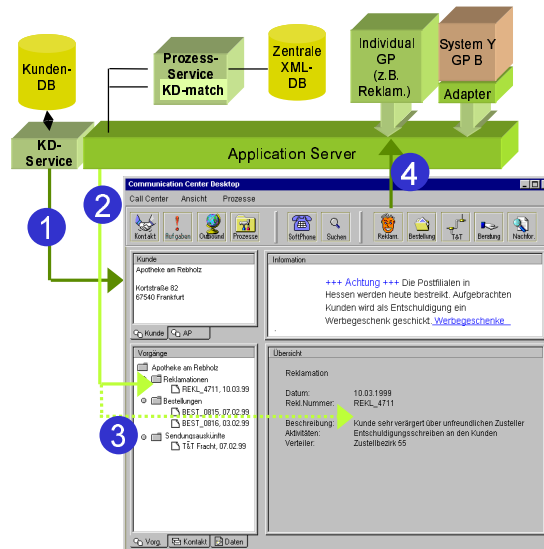 Kunden-
DB
Prozess-
Service
KD-match
Zentrale
XML-
DB
Individual
GP
(z.B.
Reklam.)
System Y
GP B
Adapter
KD-
Service
Application Server
1
2
3
4
Communication Center Desktop
Call Center Ansicht Prozesse
Kontakt Aufgaben Outbound Prozesse SoftPhone Suchen Reklam. Bestellung T&T Beratung Nachfor.
Kunde
Apotheke am Rebholz
Kortstraße 82
67540 Frankfurt
Kunde AP
Information
+++ Achtung +++ Die Postfilialen in
Hessen werden heute bestreikt. Aufgebrachten
Kunden wird als Entschuldigung ein
Werbegeschenk geschickt. Werbegeschenke
Vorgänge
Apotheke am Rebholz
Reklamationen
REKL_4711, 10.03.99
Bestellungen
BEST_0815, 07.02.99
BEST_0816, 03.02.99
Sendungsauskünfte
T&T Fracht, 07.02.99
Vorg. Kontakt Daten
Übersicht
Reklamation
Datum: 10.03.1999
Rekl.Nummer: REKL_4711
Beschreibung: Kunde sehr verärgert über unfreundlichen Zusteller
Aktivitäten: Entschuldigungsschreiben an den Kunden
Verteiler: Zustellbezirk 55